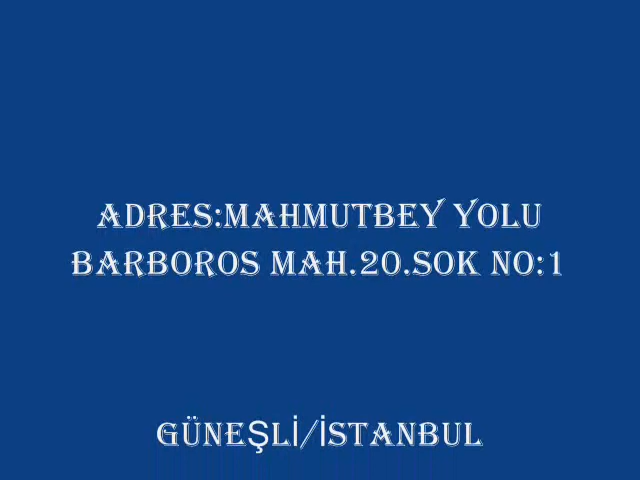 ADRES:MAHMUTBEY YOLU
BARBOROS MAH.20.SOK NO:1
GÜNEŞLİ/İSTANBUL